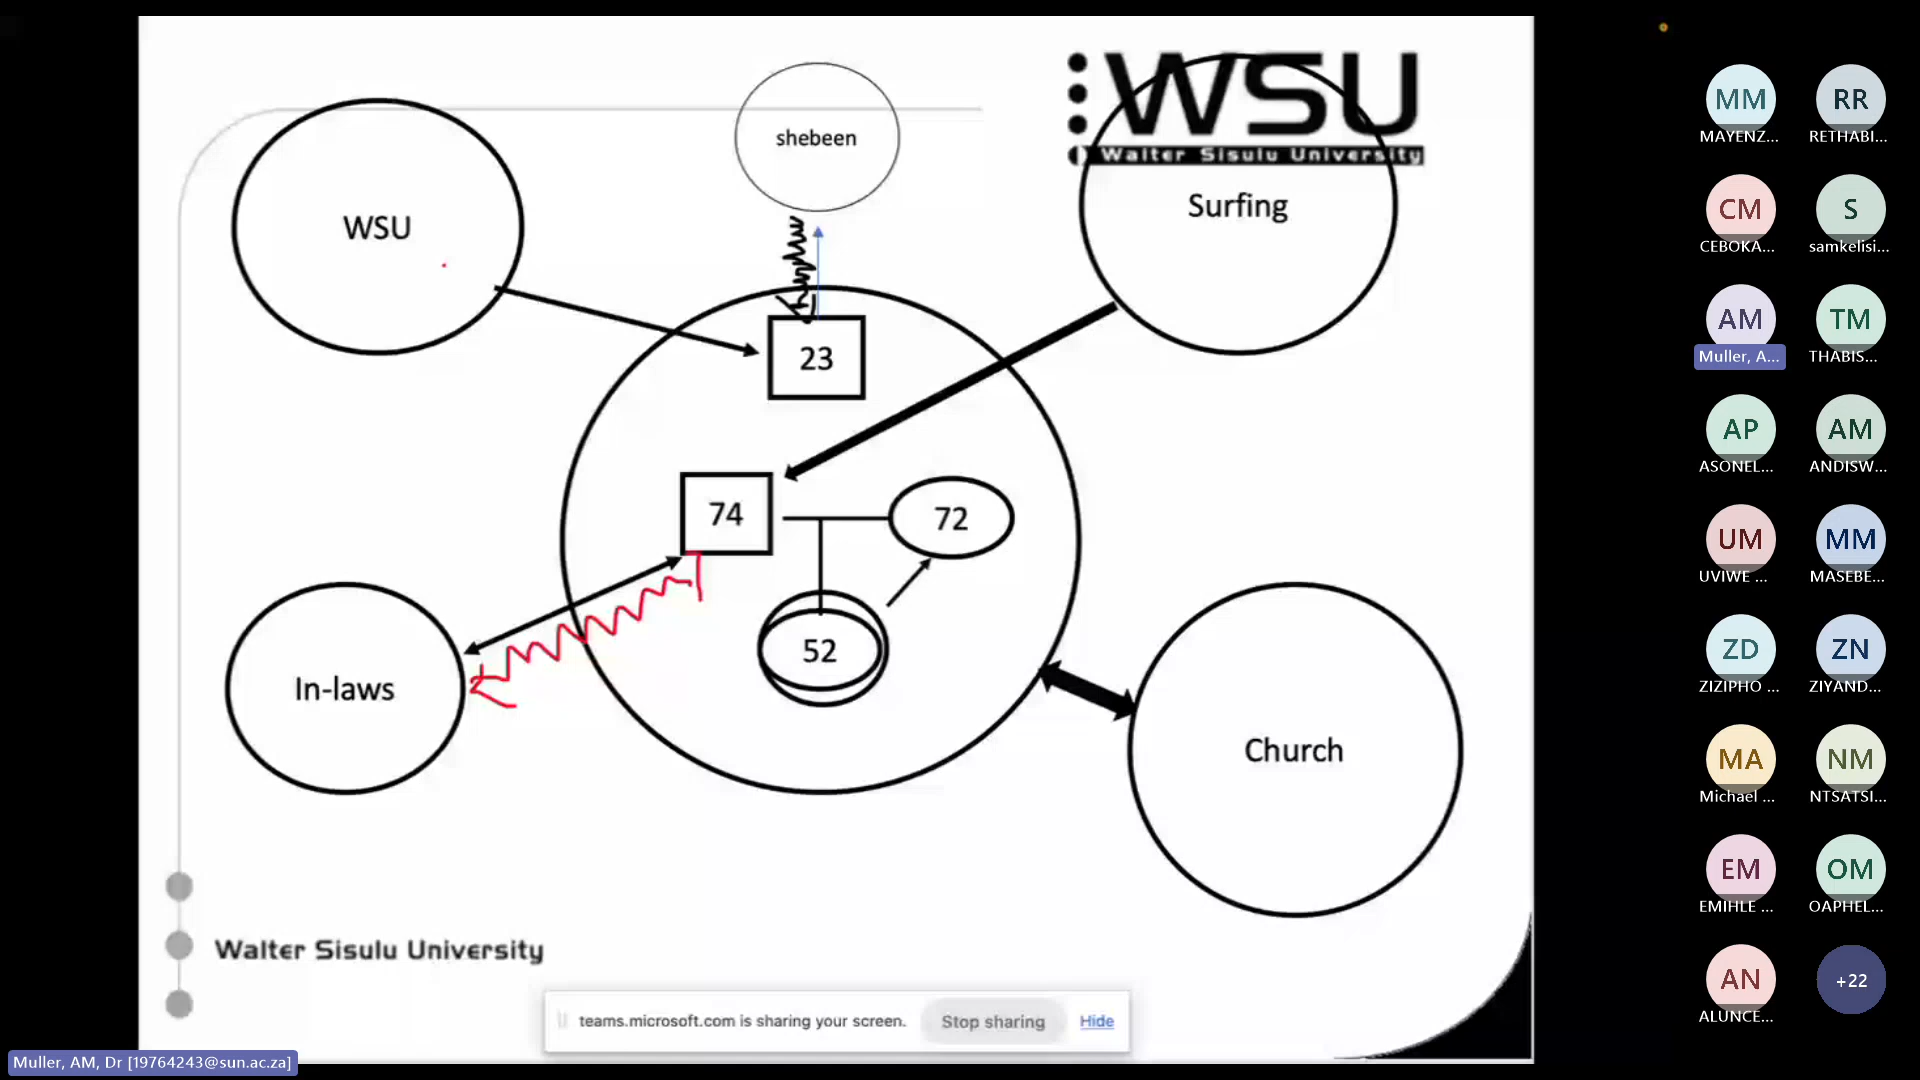 WSU
Walter Sisulu University
shebeen
WSU
Surfing
23
74
72
52
In-laws
Church
Walter Sisulu University
teams.microsoft.com is sharing your screen.
Stop sharing
Hide
Muller, AM, Dr [19764243@sun.ac.za]
MM
MAYENZ...
RR
RETHABI...
CM
CEBOKA...
S
samkelisi...
AM
Muller, A...
TM
THABIS...
AP
ASONEL...
AM
ANDISW...
UM
UVIWE ...
MM
MASEBE...
ZD
ZIZIPHO ...
ZN
ZIYAND...
MA
Michael ...
NM
NTSATSI...
EM
EMIHLE ...
OM
OAPHEL...
AN
ALUNCE...
+22